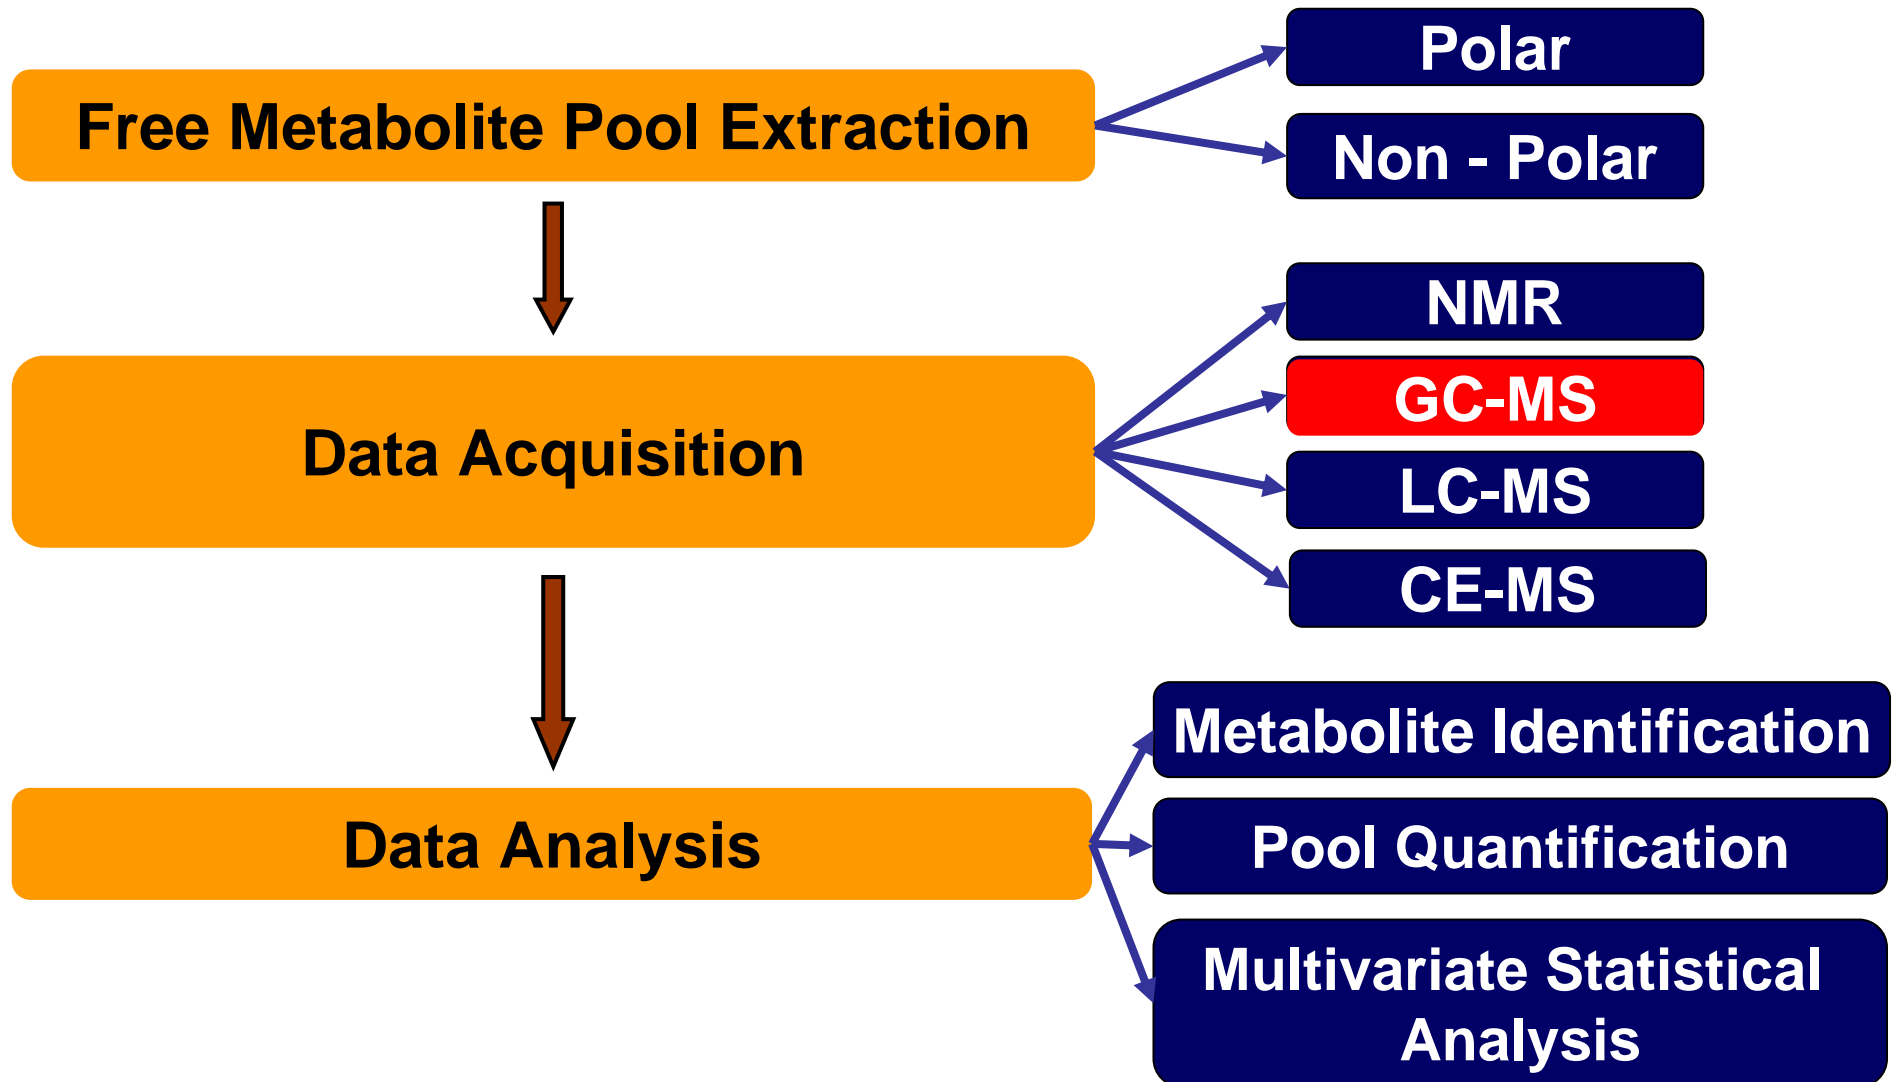 Free Metabolite Pool Extraction
Polar
Non - Polar
Data Acquisition
NMR
GC-MS
LC-MS
CE-MS
Data Analysis
Metabolite Identification
Pool Quantification
Multivariate Statistical
Analysis